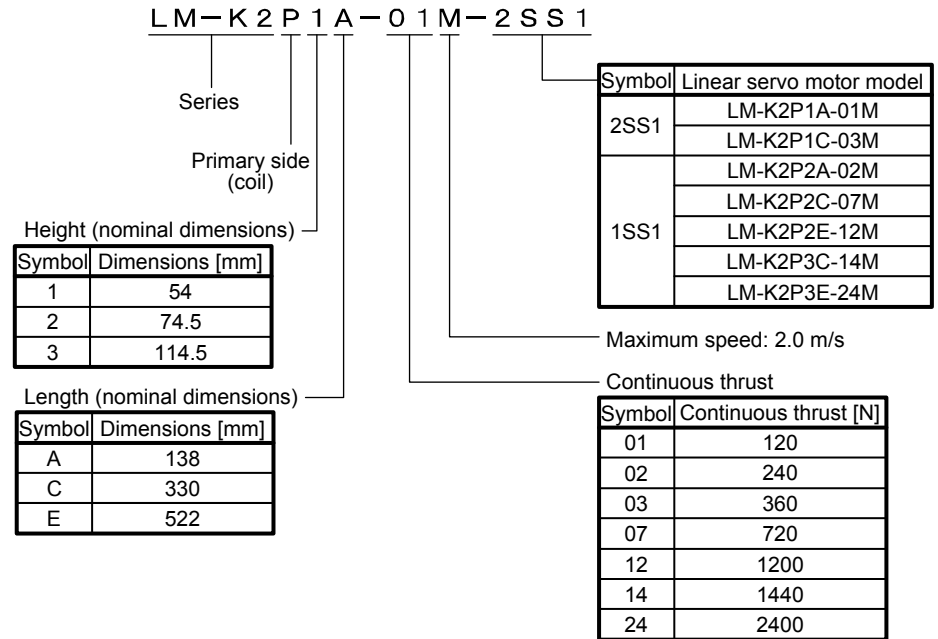 LM-K2P1A-01M-2SS1
Series
Primary side
(coil)
Height (nominal dimensions)
Symbol Dimensions [mm]
1 54
2 74.5
3 114.5
Length (nominal dimensions)
Symbol Dimensions [mm]
A 138
C 330
E 522
Symbol Linear servo motor model
2SS1
LM-K2P1A-01M
LM-K2P1C-03M
1SS1
LM-K2P2A-02M
LM-K2P2C-07M
LM-K2P2E-12M
LM-K2P3C-14M
LM-K2P3E-24M
Maximum speed: 2.0 m/s
Continuous thrust
Symbol Continuous thrust [N]
01 120
02 240
03 360
07 720
12 1200
14 1440
24 2400